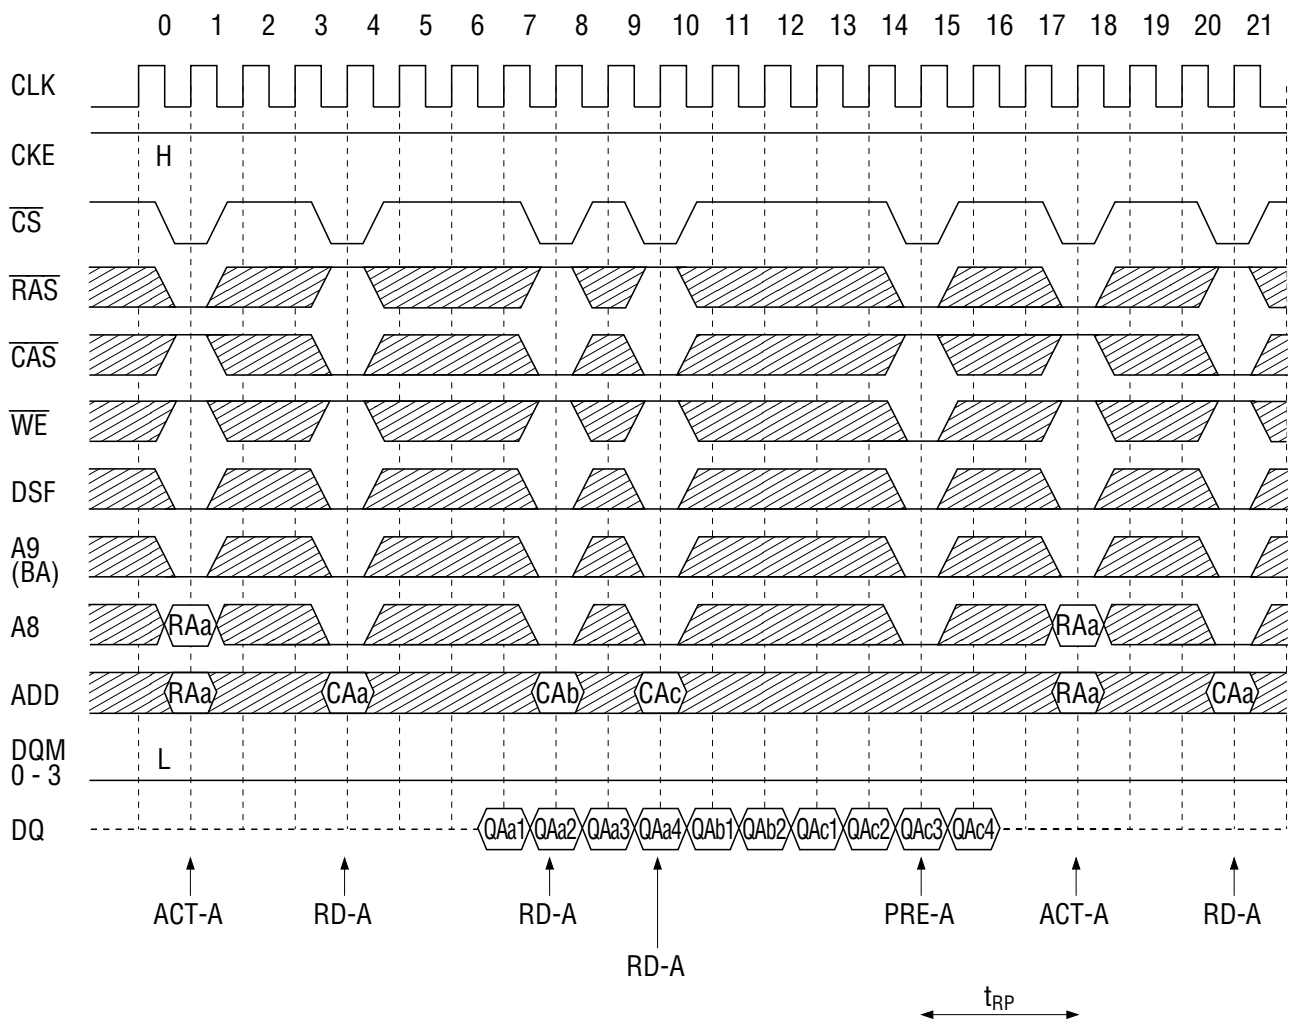 0 1 2 3 4 5 6 7 8 9 10 11 12 13 14 15 16 17 18 19 20 21
CLK
CKE H
CS
RAS
CAS
WE
DSF
A9
(BA)
A8 RAa RAa
ADD RAa CAa CAb CAc RAa CAa
DQM
0 - 3 L
DQ QAa1 QAa2 QAa3 QAa4 QAb1 QAb2 QAc1 QAc2 QAc3 QAc4
ACT-A RD-A RD-A PRE-A ACT-A RD-A
RD-A
tRP